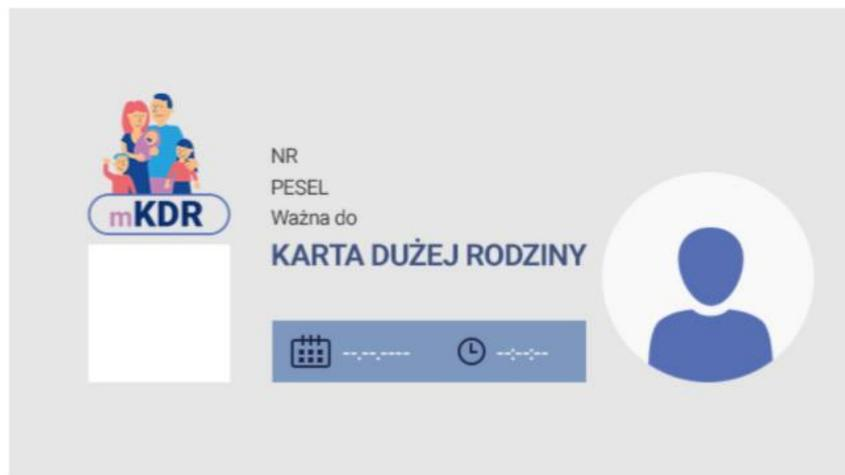 mKDR
NR
PESEL
Ważna do
KARTA DUŻEJ RODZINY
--.--.---- --:--:--